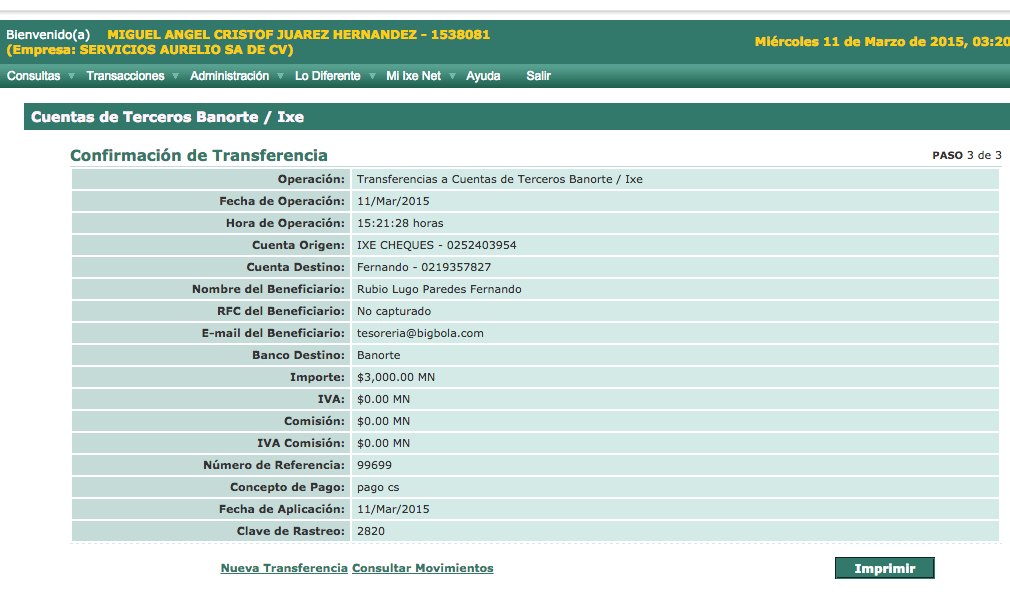 Bienvenido(a) MIGUEL ANGEL CRISTOF JUAREZ HERNANDEZ - 1538081
(Empresa: SERVICIOS AURELIO SA DE CV)
Miércoles 11 de Marzo de 2015, 03:20
Consultas Transacciones Administración Lo Diferente Mi Ixe Net Ayuda Salir
Cuentas de Terceros Banorte / Ixe
Confirmación de Transferencia PASO 3 de 3
Operación: Transferencias a Cuentas de Terceros Banorte / Ixe
Fecha de Operación: 11/Mar/2015
Hora de Operación: 15:21:28 horas
Cuenta Origen: IXE CHEQUES - 0252403954
Cuenta Destino: Fernando - 0219357827
Nombre del Beneficiario: Rubio Lugo Paredes Fernando
RFC del Beneficiario: No capturado
E-mail del Beneficiario: tesoreria@bigbola.com
Banco Destino: Banorte
Importe: $3,000.00 MN
IVA: $0.00 MN
Comisión: $0.00 MN
IVA Comisión: $0.00 MN
Número de Referencia: 99699
Concepto de Pago: pago cs
Fecha de Aplicación: 11/Mar/2015
Clave de Rastreo: 2820
Nueva Transferencia Consultar Movimientos Imprimir